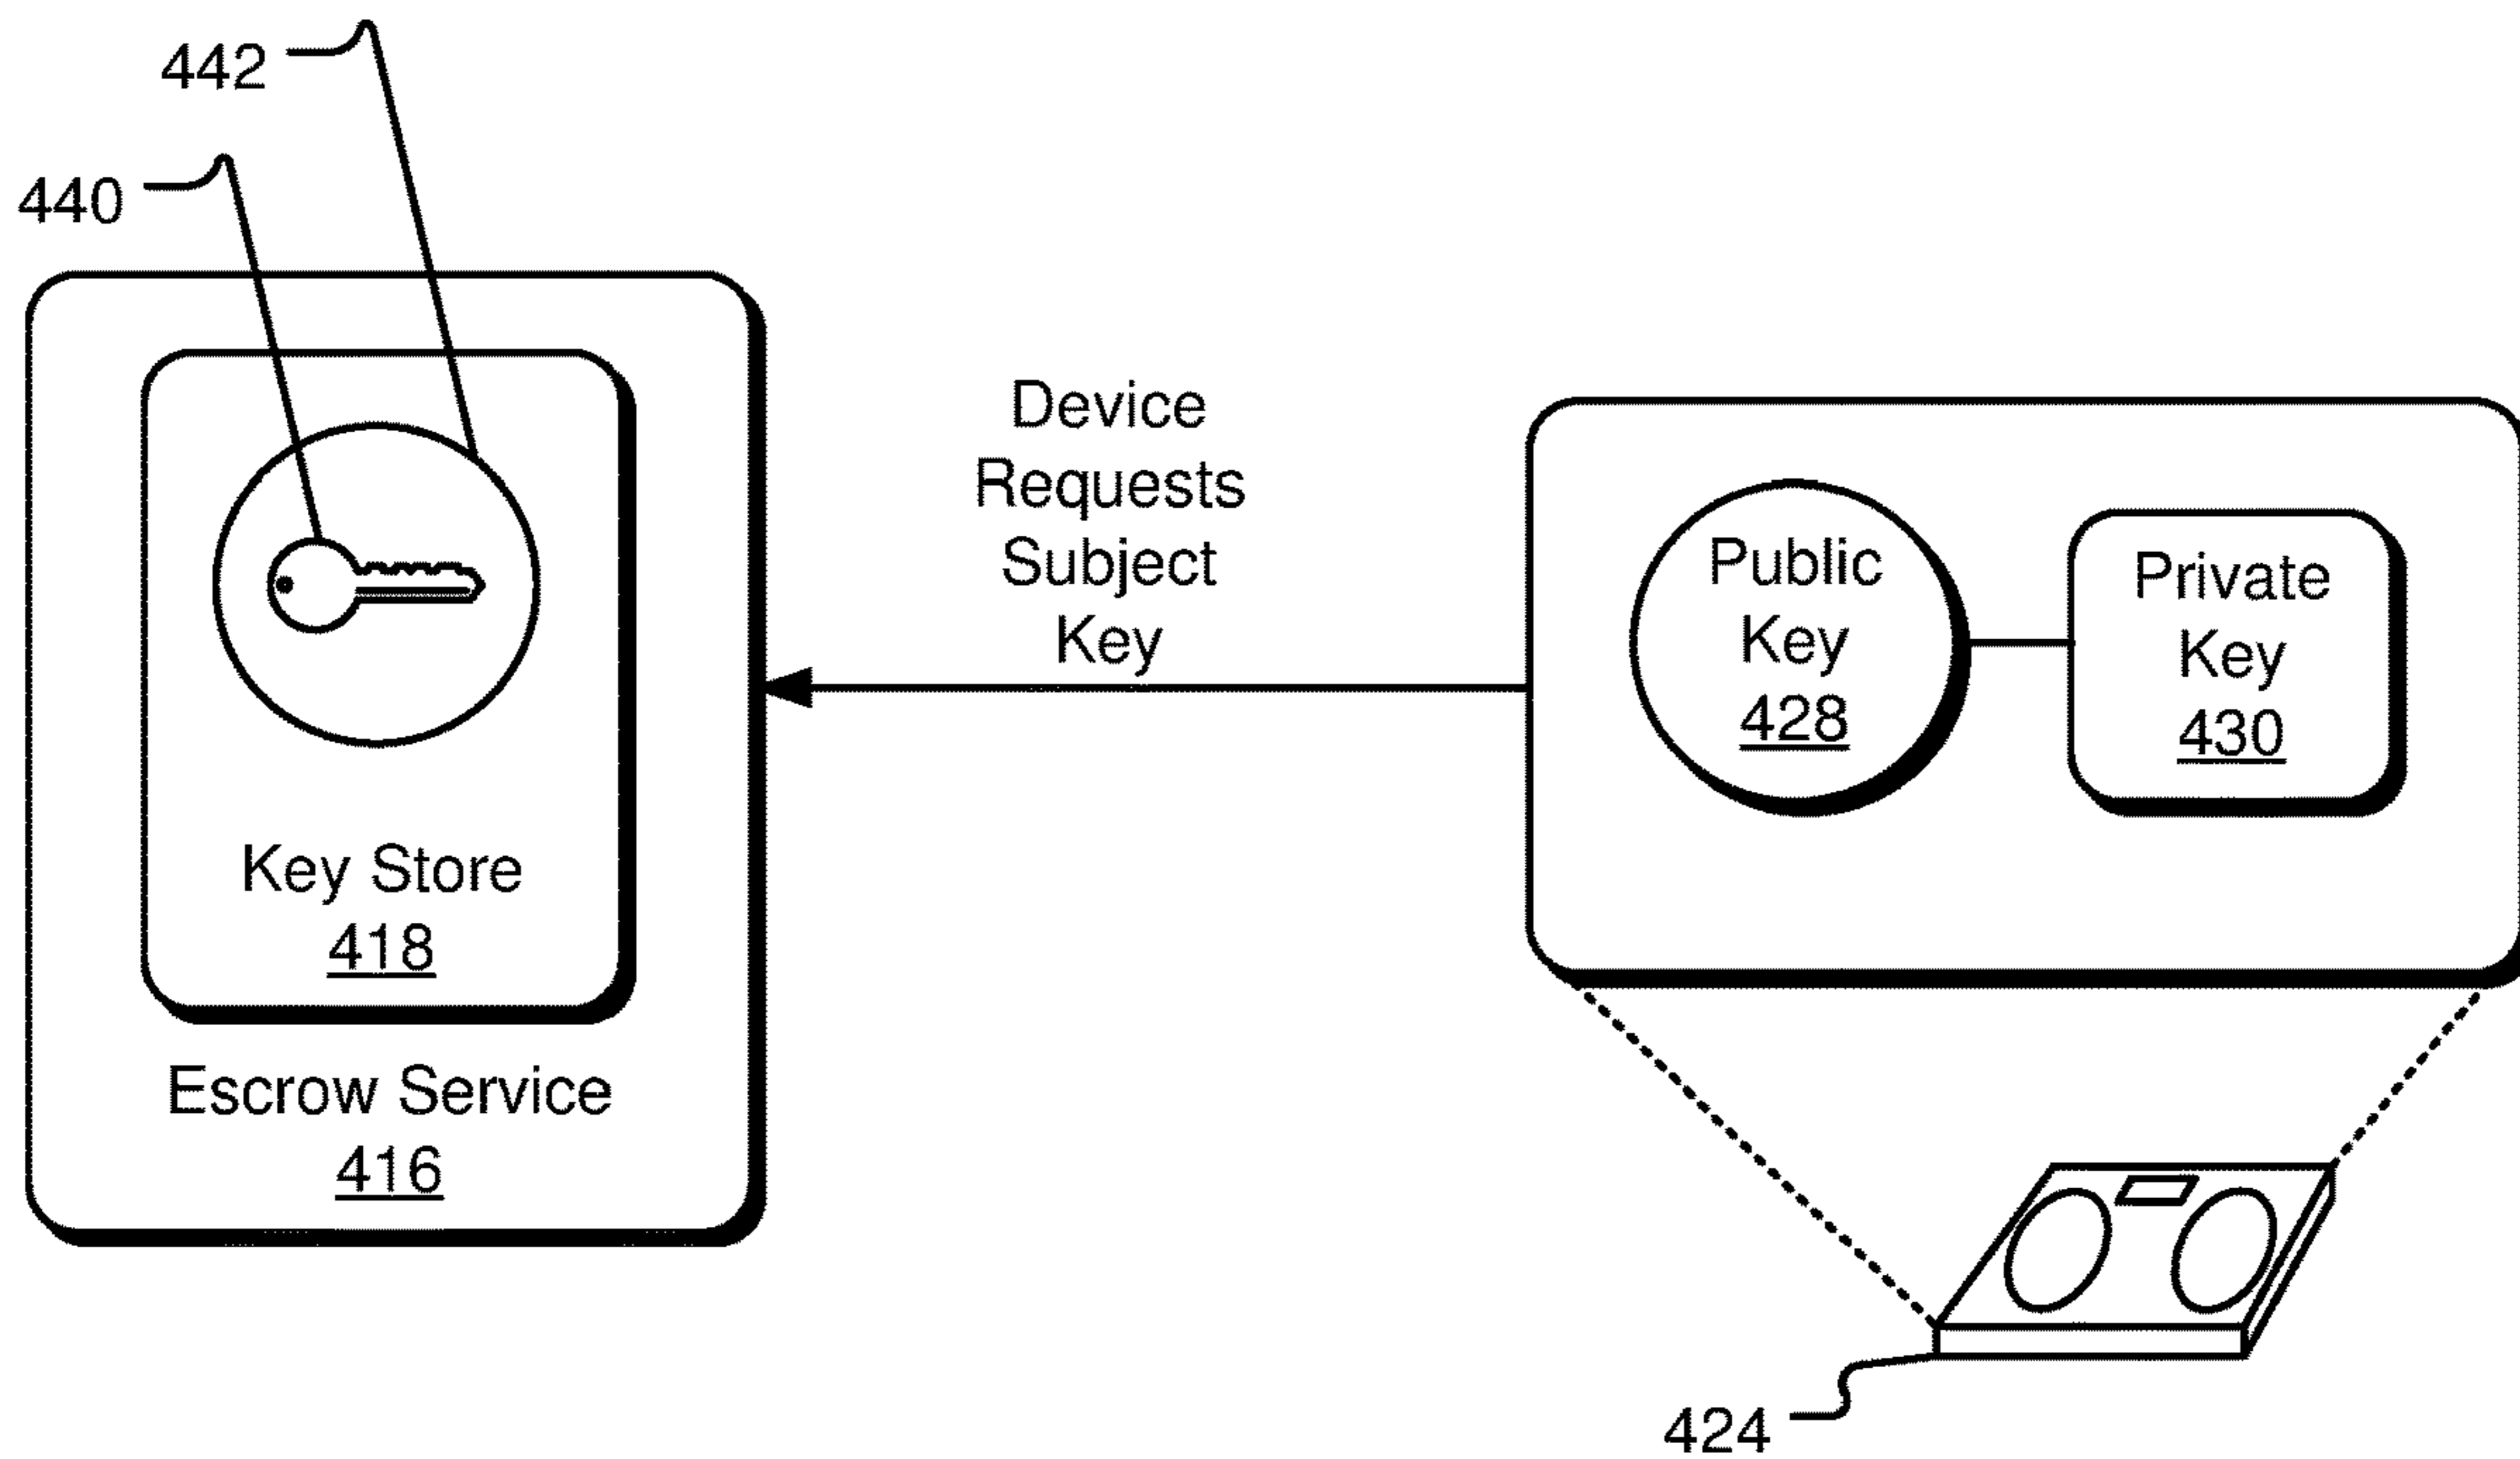 442
440
Device
Requests
Subject
Key
Public
Key
428
Private
Key
430
Key Store
418
Escrow Service
416
424